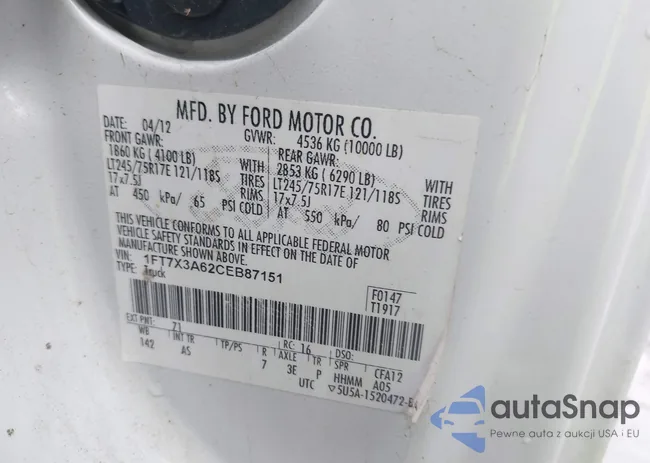 MFD. BY FORD MOTOR CO.
DATE: 04/12 GVWR: 4536 KG (10000 LB)
FRONT GAWR: REAR GAWR:
1860 KG (4100 LB) WITH 2853 KG (6290 LB) WITH
LT245/75R17E 121/118S TIRES LT245/75R17E 121/118S TIRES
17x7.5J RIMS 17x7.5J RIMS
AT 450 kPa/ 65 PSI COLD AT 550 kPa/ 80 PSI COLD
THIS VEHICLE CONFORMS TO ALL APPLICABLE FEDERAL MOTOR
VEHICLE SAFETY STANDARDS IN EFFECT ON THE DATE OF
MANUFACTURE SHOWN ABOVE.
VIN: 1FT7X3A62CEB87151
TYPE: Truck
F0147
T1917
EXT PNT: Z1 RC: 16 DSO:
WB INT TR TP/PS R AXLE TR SPR CFA12
142 AS 7 3E P HHMM A05
UTC 5U5A-1520472-
autoSnap
Pewne auta z aukcji USA i EU